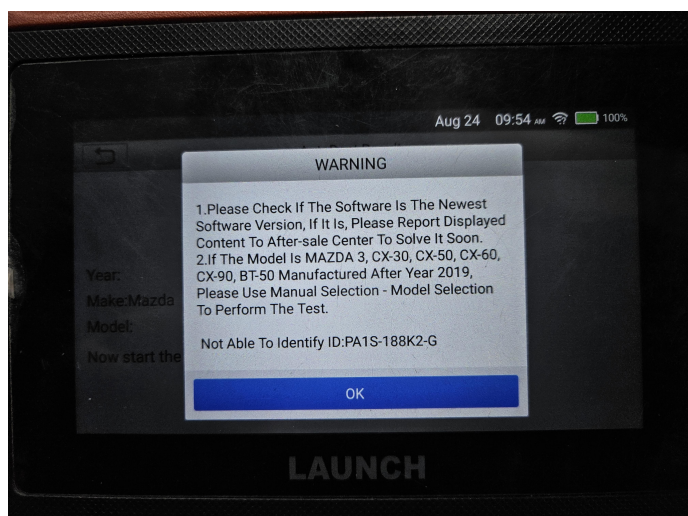 Aug 24 09:54 AM 100%
WARNING
1.Please Check If The Software Is The Newest
Software Version, If It Is, Please Report Displayed
Content To After-sale Center To Solve It Soon.
2.If The Model Is MAZDA 3, CX-30, CX-50, CX-60,
CX-90, BT-50 Manufactured After Year 2019,
Please Use Manual Selection - Model Selection
To Perform The Test.
Not Able To Identify ID:PA1S-188K2-G
OK
Year:
Make:Mazda
Model:
Now start the
LAUNCH